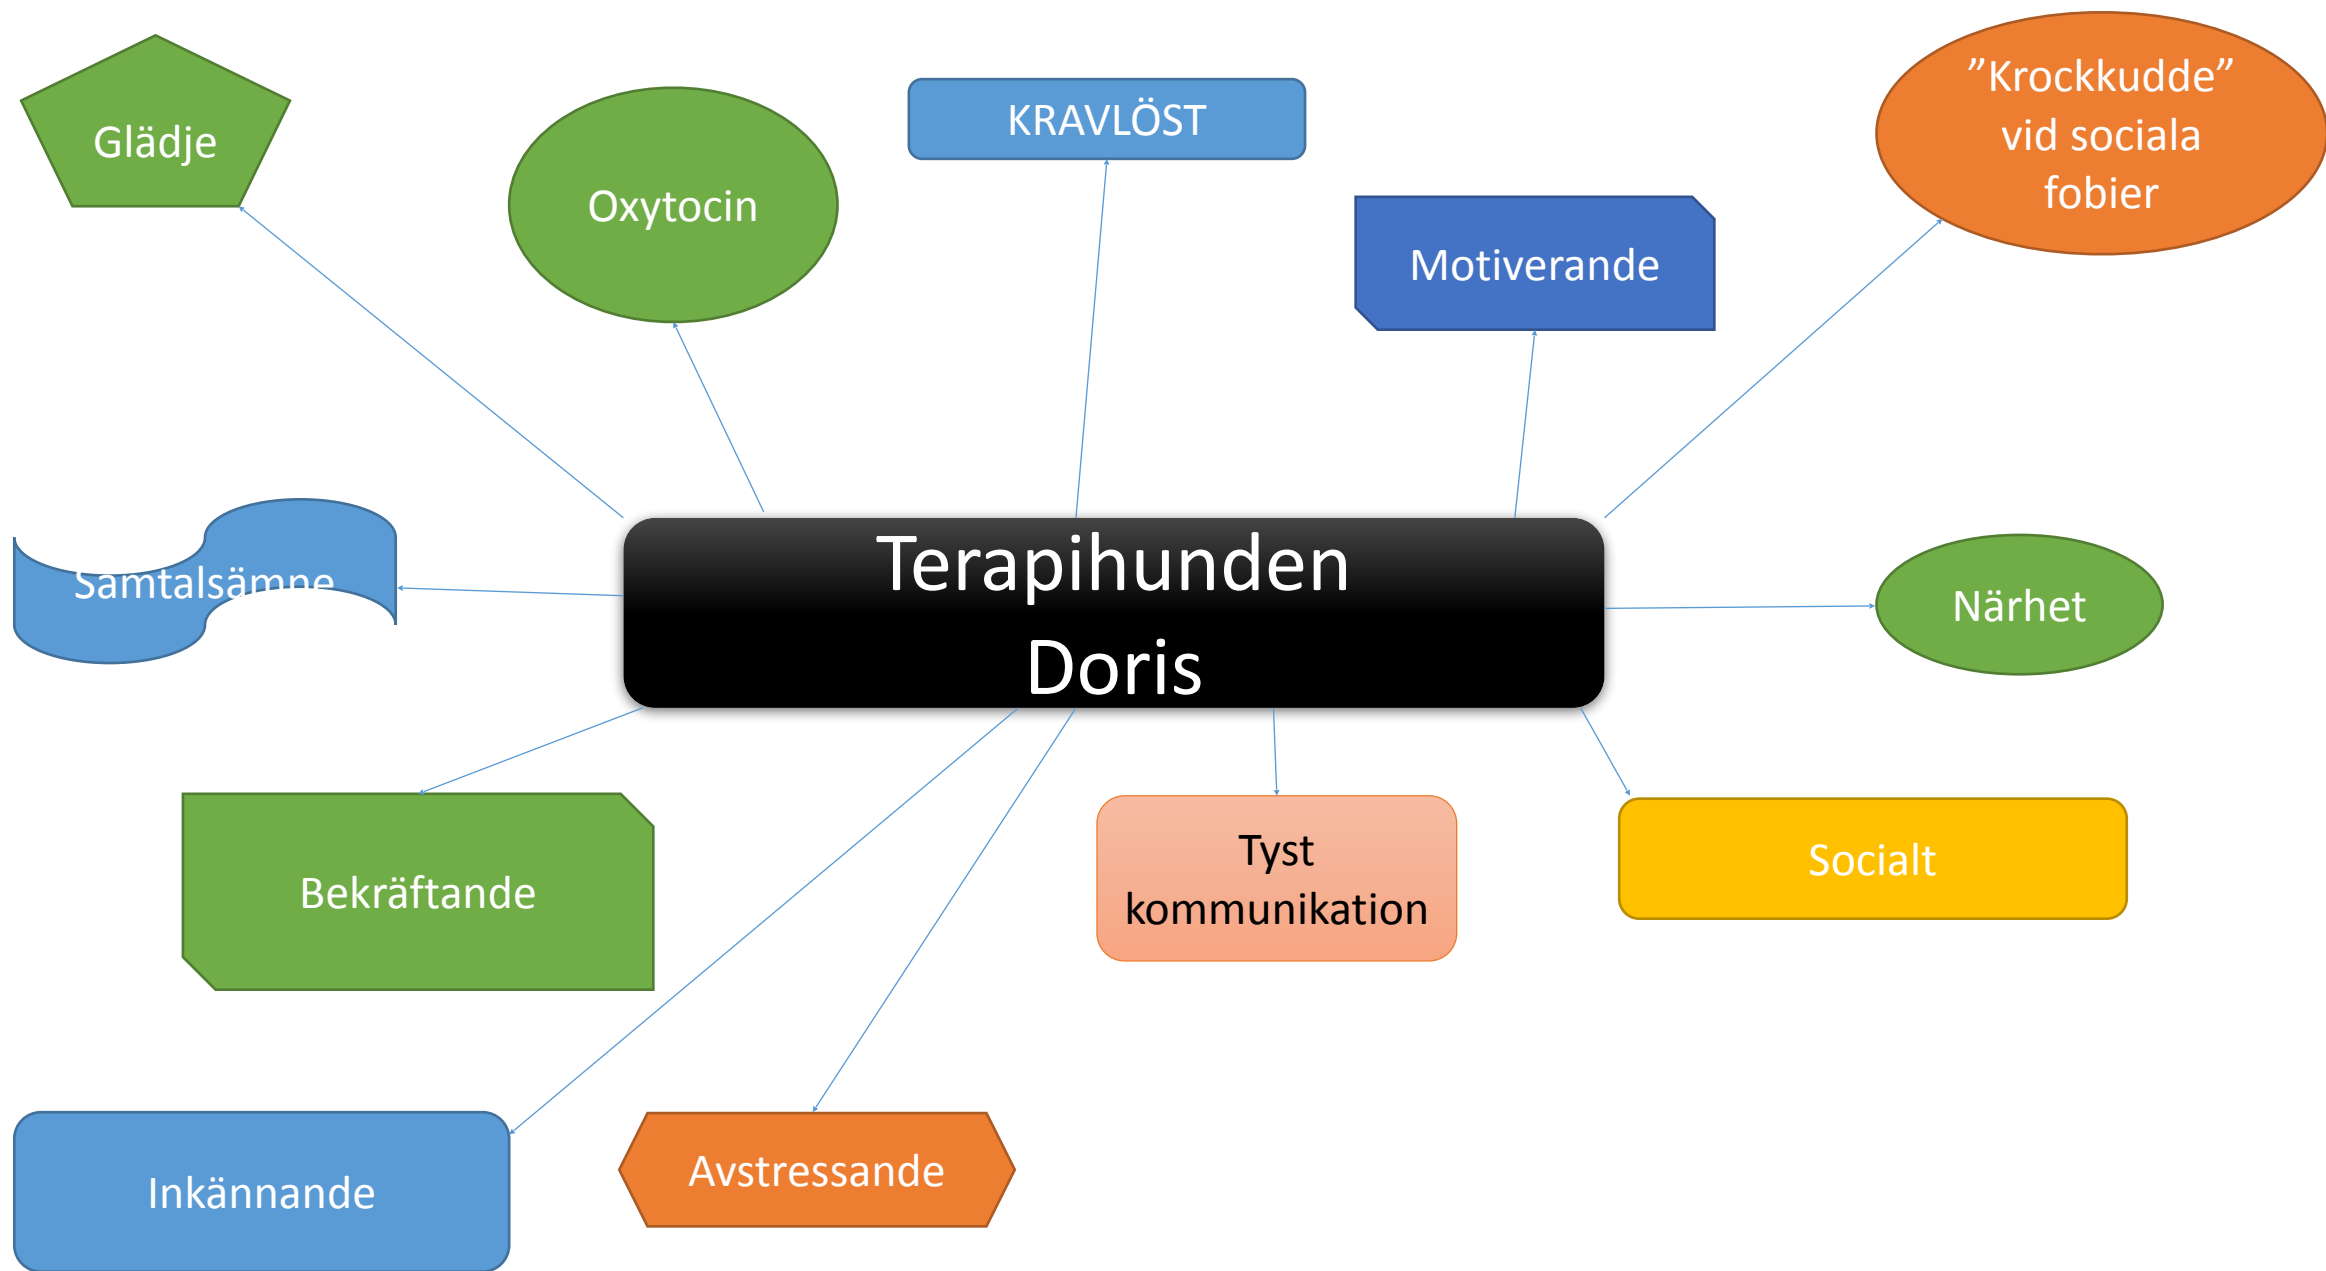 Glädje
Oxytocin
KRAVLÖST
Motiverande
”Krockkudde”
vid sociala
fobier
Samtalsämne
Terapihunden
Doris
Närhet
Bekräftande
Tyst
kommunikation
Socialt
Inkännande
Avstressande